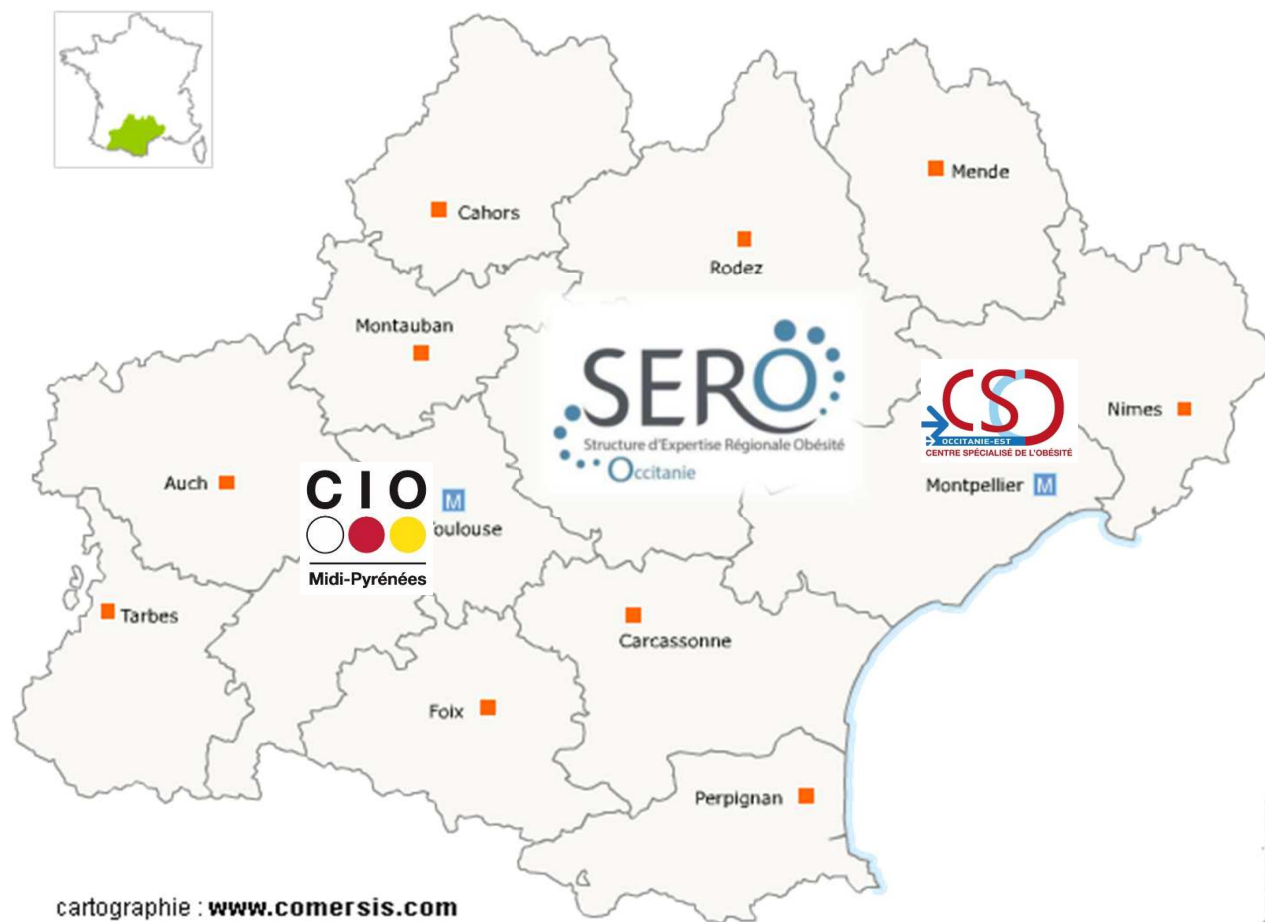 Mende
Cahors
Rodez
Montauban
SERO
Structure d'Expertise Régionale Obésité
Occitanie
CSO
OCCITANIE-EST
CENTRE SPÉCIALISÉ DE L'OBÉSITÉ
Nimes
Auch
CIO
Midi-Pyrénées
M
oulouse
Montpellier M
Tarbes
Carcassonne
Foix
Perpignan
cartographie : www.comersis.com